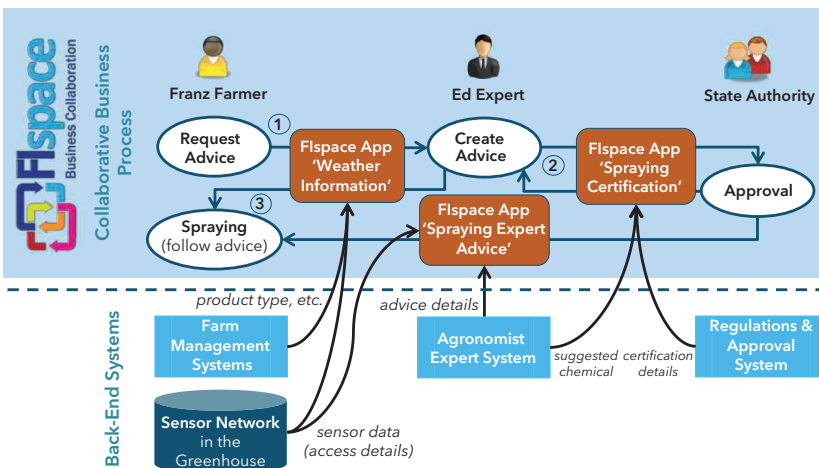 FIspace
Business Collaboration
Collaborative Business
Process
Franz Farmer
Ed Expert
State Authority
Request
Advice
1
FIspace App
‘Weather
Information’
Create
Advice
2
FIspace App
‘Spraying
Certification’
Approval
3
Spraying
(follow advice)
FIspace App
‘Spraying Expert
Advice’
Back-End Systems
product type, etc.
advice details
Farm
Management
Systems
Agronomist
Expert System
suggested
chemical
certification
details
Regulations &
Approval
System
Sensor Network
in the
Greenhouse
sensor data
(access details)